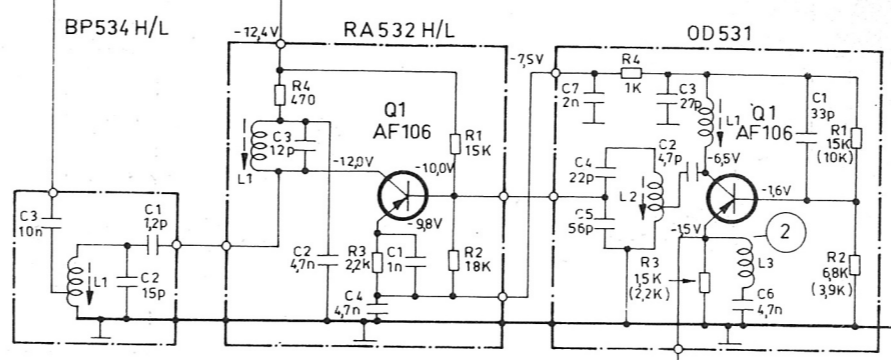 BP534 H/L
C3
10n
C1
1,2p
L1
C2
15p
-12,4V
RA532 H/L
R4
470
Q1
AF106
L1
C3
12p
-12,0V
R1
15K
-10,0V
-9,8V
C2
4,7n
R3
2,2k
C1
1n
R2
18K
C4
4,7n
-7,5V
OD531
C7
2n
R4
1K
C3
27p
L1
Q1
AF106
C1
33p
R1
15K
(10K)
C4
22p
C2
4,7p
-6,5V
L2
-1,6V
C5
56p
-1,5V
2
R3
1,5K
(2,2K)
L3
C6
4,7n
R2
6,8K
(3,9K)